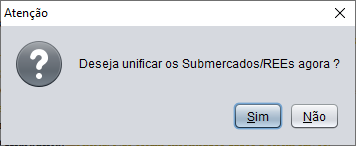 Atenção
Deseja unificar os Submercados/REEs agora ?
Sim
Não